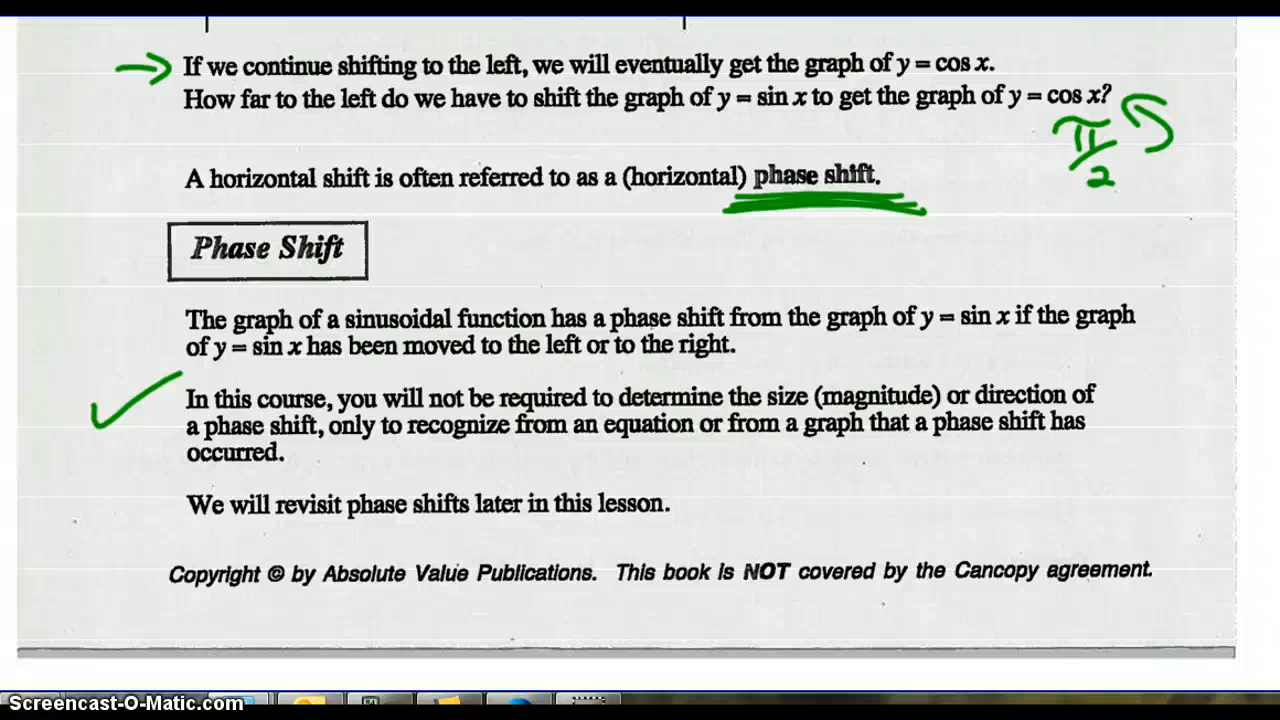 If we continue shifting to the left, we will eventually get the graph of y = cos x.
How far to the left do we have to shift the graph of y = sin x to get the graph of y = cos x?
π
2
A horizontal shift is often referred to as a (horizontal) phase shift.
Phase Shift
The graph of a sinusoidal function has a phase shift from the graph of y = sin x if the graph
of y = sin x has been moved to the left or to the right.
In this course, you will not be required to determine the size (magnitude) or direction of
a phase shift, only to recognize from an equation or from a graph that a phase shift has
occurred.
We will revisit phase shifts later in this lesson.
Copyright © by Absolute Value Publications. This book is NOT covered by the Cancopy agreement.
Screencast-O-Matic.com